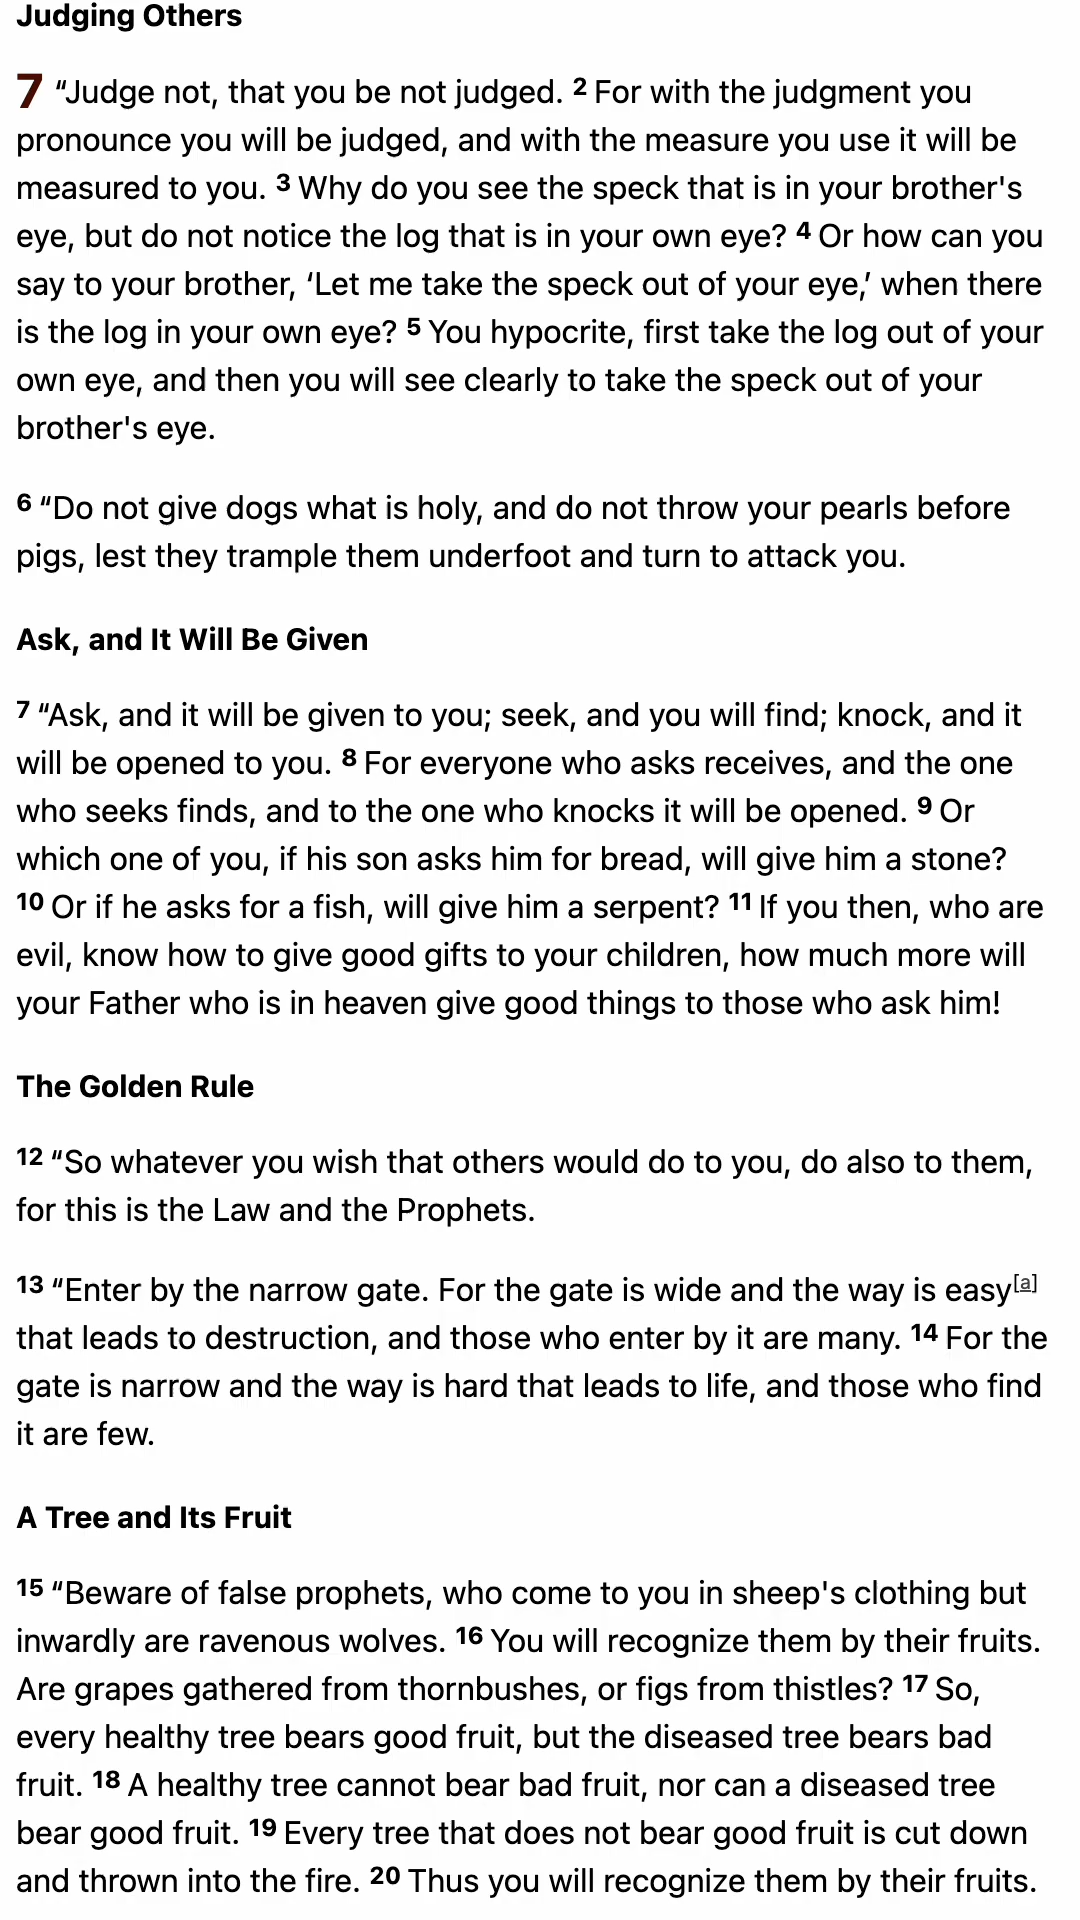 Judging Others
7 “Judge not, that you be not judged. 2 For with the judgment you
pronounce you will be judged, and with the measure you use it will be
measured to you. 3 Why do you see the speck that is in your brother's
eye, but do not notice the log that is in your own eye? 4 Or how can you
say to your brother, ‘Let me take the speck out of your eye,’ when there
is the log in your own eye? 5 You hypocrite, first take the log out of your
own eye, and then you will see clearly to take the speck out of your
brother's eye.
6 “Do not give dogs what is holy, and do not throw your pearls before
pigs, lest they trample them underfoot and turn to attack you.
Ask, and It Will Be Given
7 “Ask, and it will be given to you; seek, and you will find; knock, and it
will be opened to you. 8 For everyone who asks receives, and the one
who seeks finds, and to the one who knocks it will be opened. 9 Or
which one of you, if his son asks him for bread, will give him a stone?
10 Or if he asks for a fish, will give him a serpent? 11 If you then, who are
evil, know how to give good gifts to your children, how much more will
your Father who is in heaven give good things to those who ask him!
The Golden Rule
12 “So whatever you wish that others would do to you, do also to them,
for this is the Law and the Prophets.
13 “Enter by the narrow gate. For the gate is wide and the way is easy[a]
that leads to destruction, and those who enter by it are many. 14 For the
gate is narrow and the way is hard that leads to life, and those who find
it are few.
A Tree and Its Fruit
15 “Beware of false prophets, who come to you in sheep's clothing but
inwardly are ravenous wolves. 16 You will recognize them by their fruits.
Are grapes gathered from thornbushes, or figs from thistles? 17 So,
every healthy tree bears good fruit, but the diseased tree bears bad
fruit. 18 A healthy tree cannot bear bad fruit, nor can a diseased tree
bear good fruit. 19 Every tree that does not bear good fruit is cut down
and thrown into the fire. 20 Thus you will recognize them by their fruits.